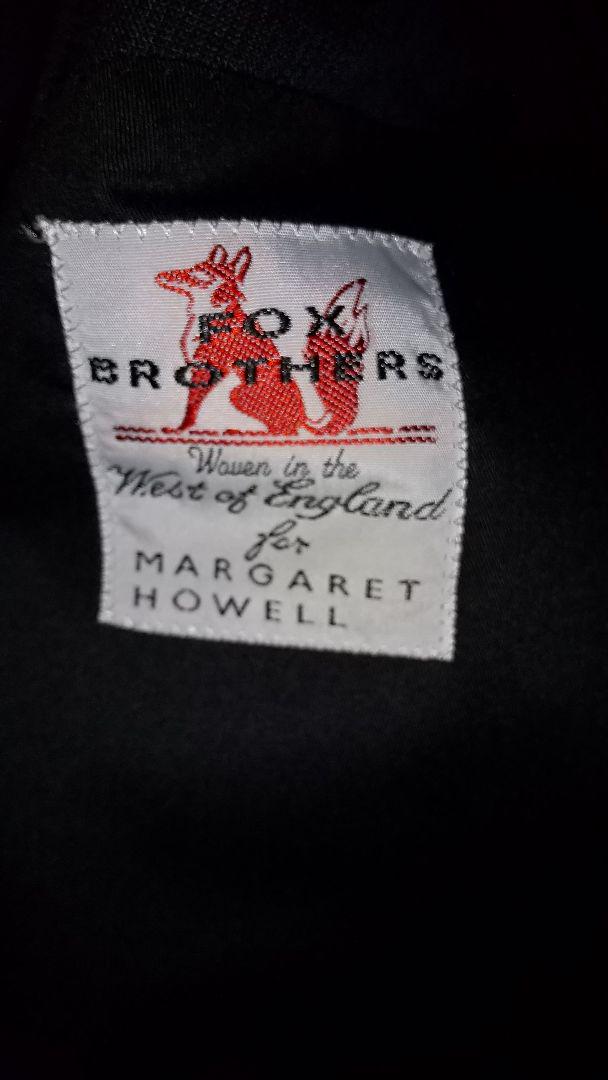 FOX
BROTHERS
Woven in the
West of England
for
MARGARET
HOWELL